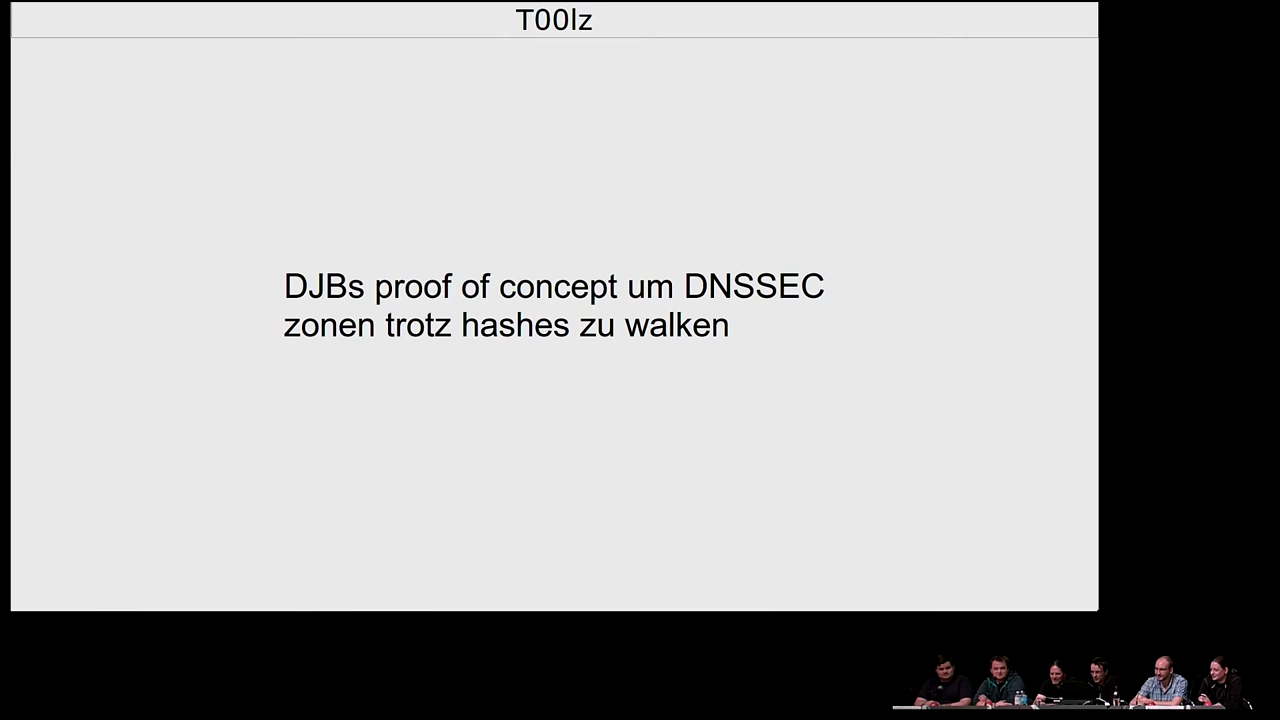 T00lz
DJBs proof of concept um DNSSEC
zonen trotz hashes zu walken